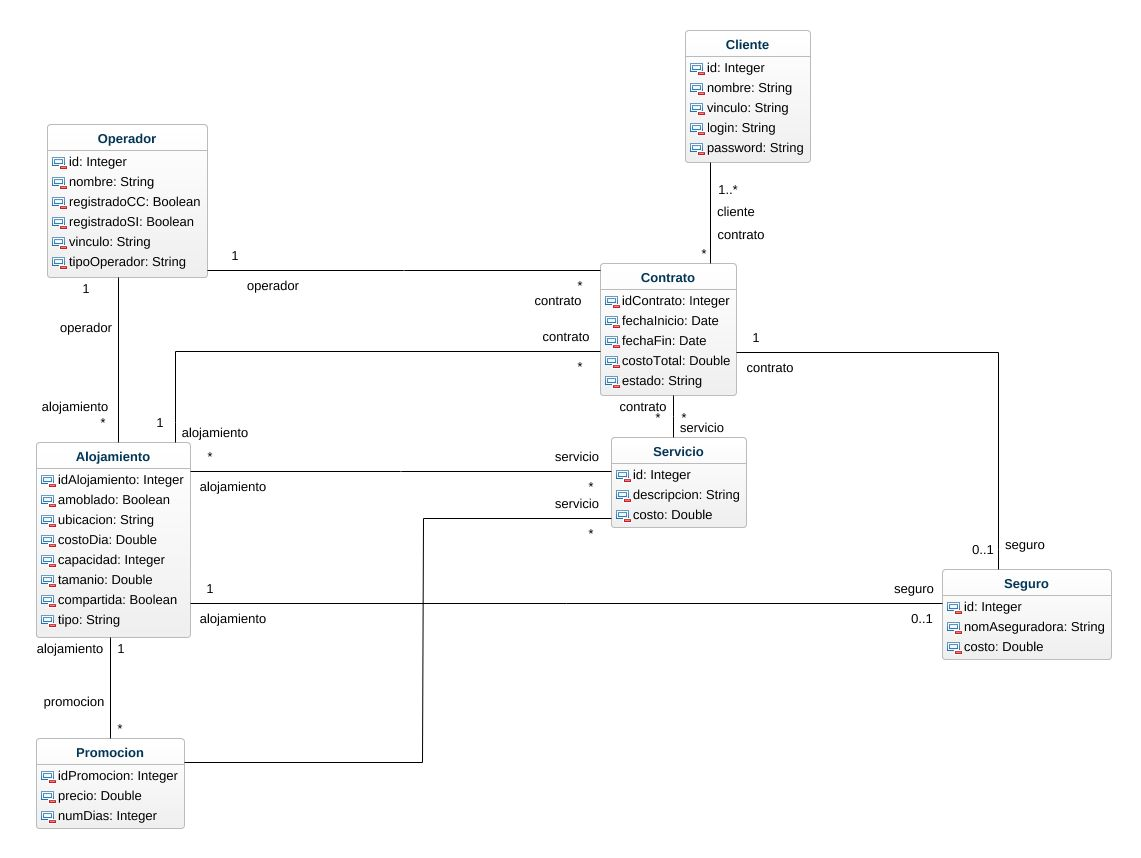 Cliente
id: Integer
nombre: String
vinculo: String
login: String
password: String
Operador
id: Integer
nombre: String
registradoCC: Boolean
registradoSI: Boolean
vinculo: String
tipoOperador: String
1..*
cliente
contrato
*
1
operador
*
contrato
1
operador
alojamiento
*
Contrato
idContrato: Integer
fechaInicio: Date
fechaFin: Date
costoTotal: Double
estado: String
contrato
*
1
alojamiento
1
contrato
contrato
*
*
servicio
Alojamiento
idAlojamiento: Integer
amoblado: Boolean
ubicacion: String
costoDia: Double
capacidad: Integer
tamanio: Double
compartida: Boolean
tipo: String
*
alojamiento
servicio
*
servicio
*
Servicio
id: Integer
descripcion: String
costo: Double
0..1
seguro
1
alojamiento
seguro
0..1
Seguro
id: Integer
nomAseguradora: String
costo: Double
alojamiento
1
promocion
*
Promocion
idPromocion: Integer
precio: Double
numDias: Integer